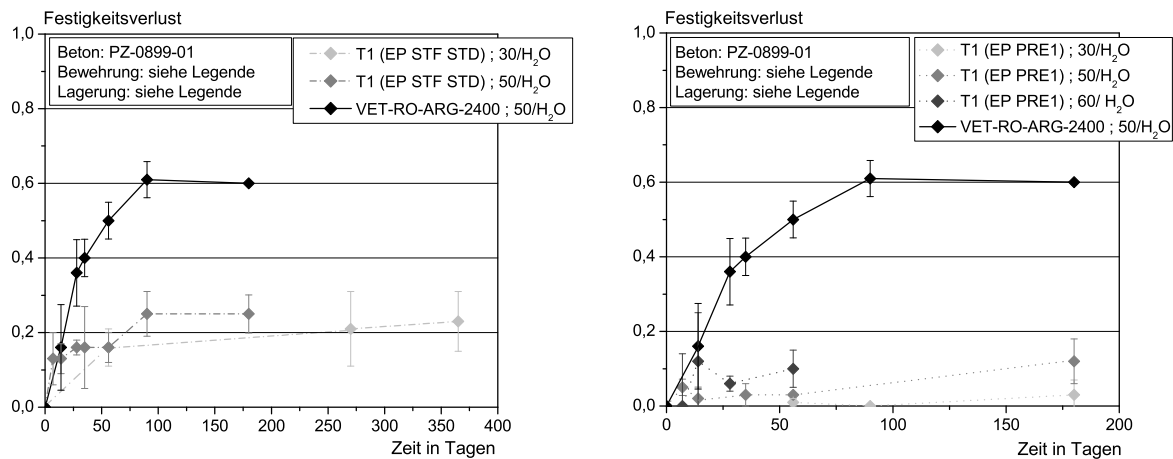 Festigkeitsverlust
1,0
0,8
0,6
0,4
0,2
0,0
Beton: PZ-0899-01
Bewehrung: siehe Legende
Lagerung: siehe Legende
T1 (EP STF STD) ; 30/H₂O
T1 (EP STF STD) ; 50/H₂O
VET-RO-ARG-2400 ; 50/H₂O
0 50 100 150 200 250 300 350 400
Zeit in Tagen
Festigkeitsverlust
1,0
0,8
0,6
0,4
0,2
0,0
Beton: PZ-0899-01
Bewehrung: siehe Legende
Lagerung: siehe Legende
T1 (EP PRE1) ; 30/H₂O
T1 (EP PRE1) ; 50/H₂O
T1 (EP PRE1) ; 60/ H₂O
VET-RO-ARG-2400 ; 50/H₂O
0 50 100 150 200
Zeit in Tagen